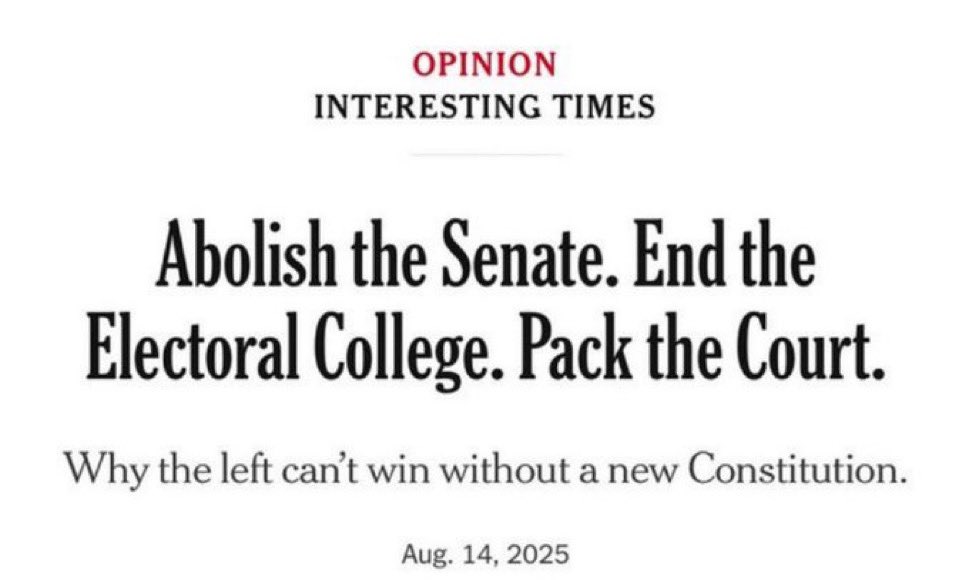 OPINION
INTERESTING TIMES
Abolish the Senate. End the
Electoral College. Pack the Court.
Why the left can’t win without a new Constitution.
Aug. 14, 2025